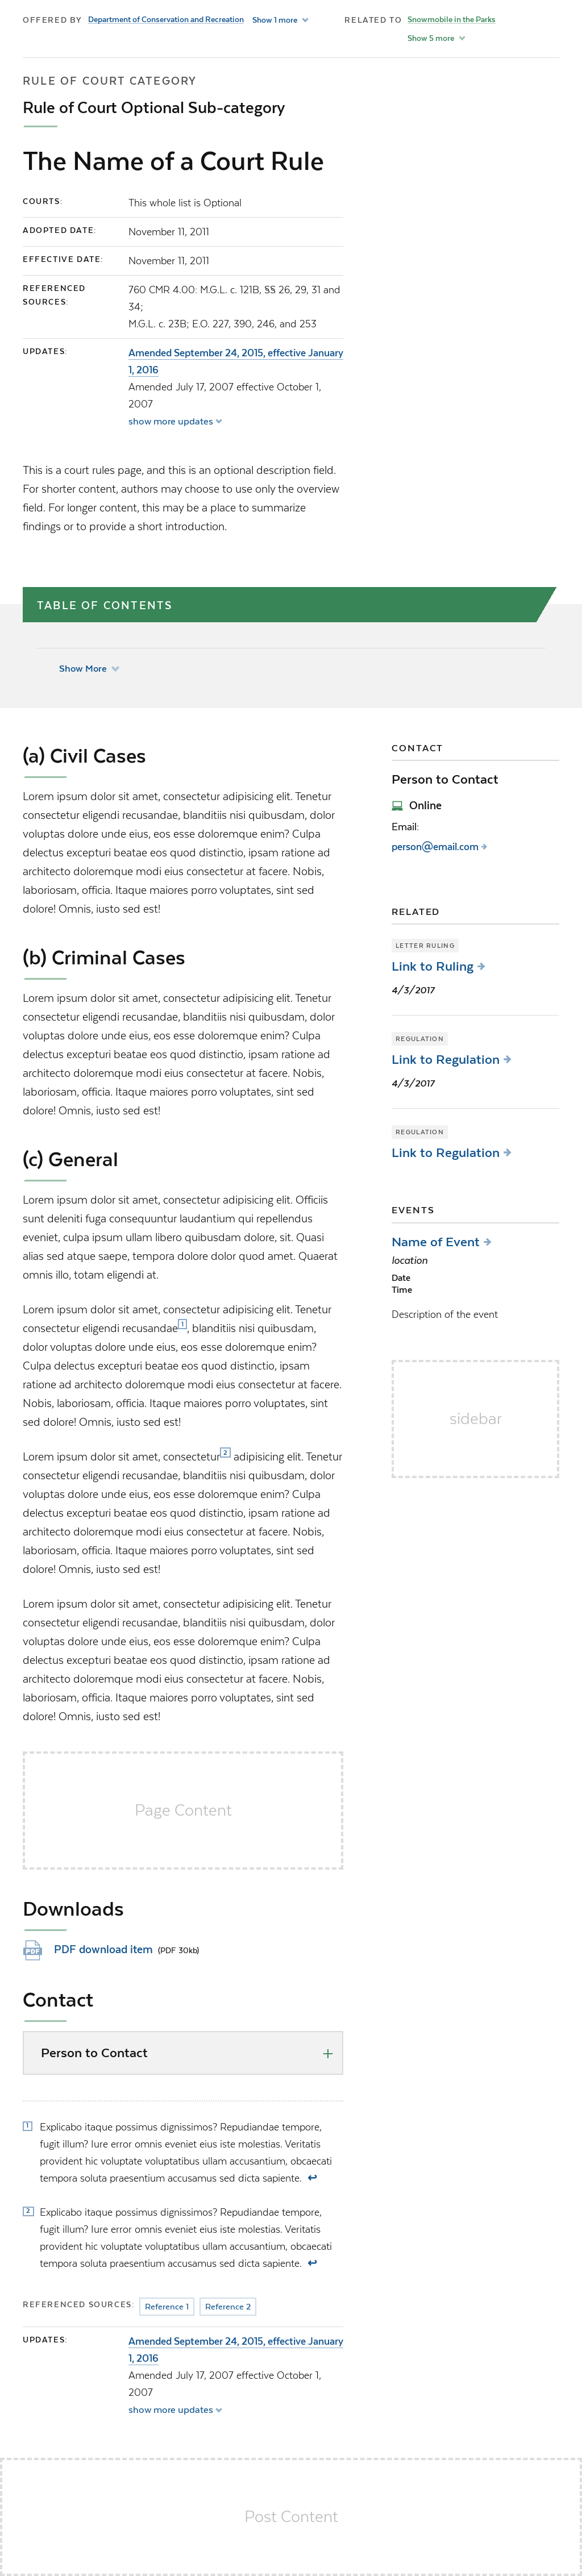 OFFERED BY Department of Conservation and Recreation Show 1 more
RELATED TO Snowmobile in the Parks
Show 5 more
RULE OF COURT CATEGORY
Rule of Court Optional Sub-category
The Name of a Court Rule
COURTS: This whole list is Optional
ADOPTED DATE: November 11, 2011
EFFECTIVE DATE: November 11, 2011
REFERENCED SOURCES: 760 CMR 4.00: M.G.L. c. 121B, §§ 26, 29, 31 and
34;
M.G.L. c. 23B; E.O. 227, 390, 246, and 253
UPDATES: Amended September 24, 2015, effective January
1, 2016
Amended July 17, 2007 effective October 1,
2007
show more updates
This is a court rules page, and this is an optional description field.
For shorter content, authors may choose to use only the overview
field. For longer content, this may be a place to summarize
findings or to provide a short introduction.
TABLE OF CONTENTS
Show More
(a) Civil Cases
Lorem ipsum dolor sit amet, consectetur adipisicing elit. Tenetur
consectetur eligendi recusandae, blanditiis nisi quibusdam, dolor
voluptas dolore unde eius, eos esse doloremque enim? Culpa
delectus excepturi beatae eos quod distinctio, ipsam ratione ad
architecto doloremque modi eius consectetur at facere. Nobis,
laboriosam, officia. Itaque maiores porro voluptates, sint sed
dolore! Omnis, iusto sed est!
(b) Criminal Cases
Lorem ipsum dolor sit amet, consectetur adipisicing elit. Tenetur
consectetur eligendi recusandae, blanditiis nisi quibusdam, dolor
voluptas dolore unde eius, eos esse doloremque enim? Culpa
delectus excepturi beatae eos quod distinctio, ipsam ratione ad
architecto doloremque modi eius consectetur at facere. Nobis,
laboriosam, officia. Itaque maiores porro voluptates, sint sed
dolore! Omnis, iusto sed est!
(c) General
Lorem ipsum dolor sit amet, consectetur adipisicing elit. Officiis
sunt deleniti fuga consequuntur laudantium qui repellendus
eveniet, culpa ipsum ullam libero quibusdam dolore, sit. Quasi
alias sed atque saepe, tempora dolore dolor quod amet. Quaerat
omnis illo, totam eligendi at.
Lorem ipsum dolor sit amet, consectetur adipisicing elit. Tenetur
consectetur eligendi recusandae 1, blanditiis nisi quibusdam,
dolor voluptas dolore unde eius, eos esse doloremque enim?
Culpa delectus excepturi beatae eos quod distinctio, ipsam
ratione ad architecto doloremque modi eius consectetur at facere.
Nobis, laboriosam, officia. Itaque maiores porro voluptates, sint
sed dolore! Omnis, iusto sed est!
Lorem ipsum dolor sit amet, consectetur 2 adipisicing elit. Tenetur
consectetur eligendi recusandae, blanditiis nisi quibusdam, dolor
voluptas dolore unde eius, eos esse doloremque enim? Culpa
delectus excepturi beatae eos quod distinctio, ipsam ratione ad
architecto doloremque modi eius consectetur at facere. Nobis,
laboriosam, officia. Itaque maiores porro voluptates, sint sed
dolore! Omnis, iusto sed est!
Lorem ipsum dolor sit amet, consectetur adipisicing elit. Tenetur
consectetur eligendi recusandae, blanditiis nisi quibusdam, dolor
voluptas dolore unde eius, eos esse doloremque enim? Culpa
delectus excepturi beatae eos quod distinctio, ipsam ratione ad
architecto doloremque modi eius consectetur at facere. Nobis,
laboriosam, officia. Itaque maiores porro voluptates, sint sed
dolore! Omnis, iusto sed est!
Page Content
Downloads
PDF PDF download item (PDF 30kb)
Contact
Person to Contact
1 Explicabo itaque possimus dignissimos? Repudiandae tempore,
fugit illum? Iure error omnis eveniet eius iste molestias. Veritatis
provident hic voluptate voluptatibus ullam accusantium, obcaecati
tempora soluta praesentium accusamus sed dicta sapiente. ↩
2 Explicabo itaque possimus dignissimos? Repudiandae tempore,
fugit illum? Iure error omnis eveniet eius iste molestias. Veritatis
provident hic voluptate voluptatibus ullam accusantium, obcaecati
tempora soluta praesentium accusamus sed dicta sapiente. ↩
REFERENCED SOURCES: Reference 1 Reference 2
UPDATES: Amended September 24, 2015, effective January
1, 2016
Amended July 17, 2007 effective October 1,
2007
show more updates
CONTACT
Person to Contact
Online
Email:
person@email.com
RELATED
LETTER RULING
Link to Ruling
4/3/2017
REGULATION
Link to Regulation
4/3/2017
REGULATION
Link to Regulation
EVENTS
Name of Event
location
Date
Time
Description of the event
sidebar
Post Content